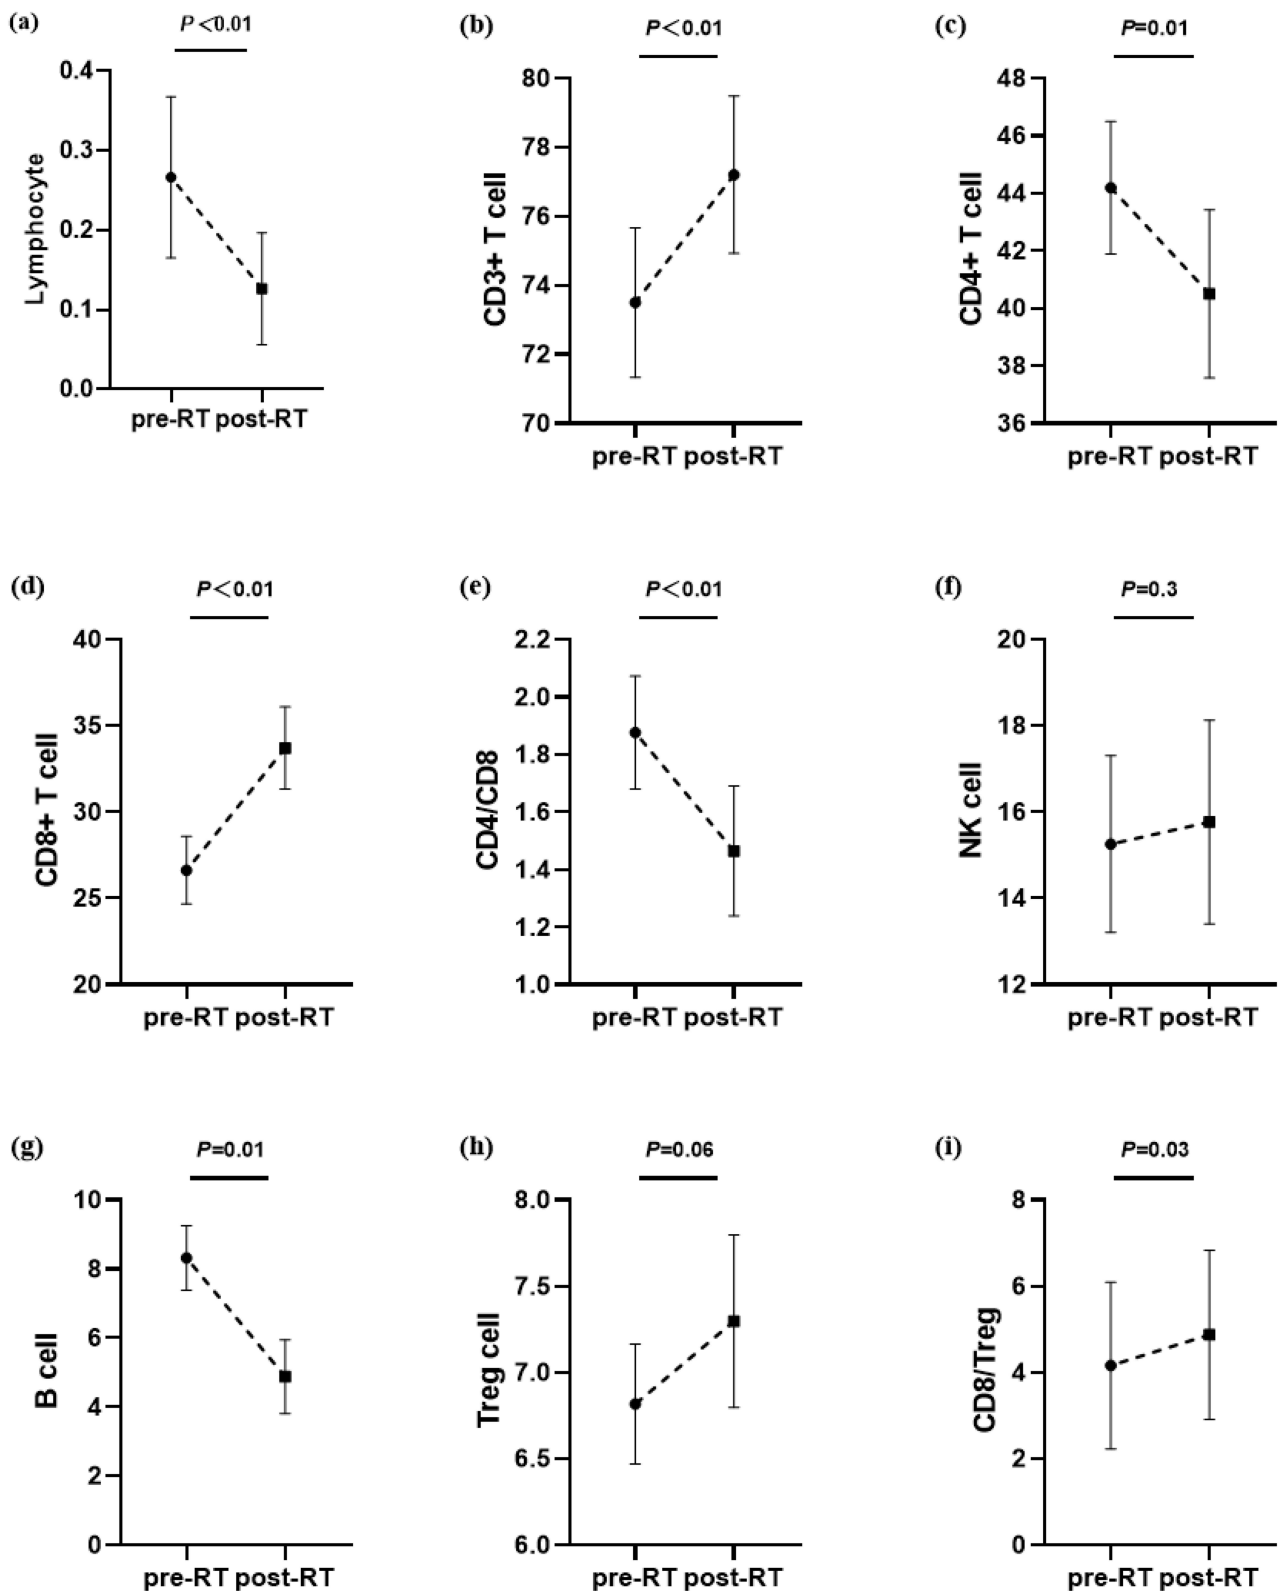 (a)
P<0.01
Lymphocyte
0.4
0.3
0.2
0.1
0.0
pre-RT post-RT
(b)
P<0.01
CD3+ T cell
80
78
76
74
72
70
pre-RT post-RT
(c)
P=0.01
CD4+ T cell
48
46
44
42
40
38
36
pre-RT post-RT
(d)
P<0.01
CD8+ T cell
40
35
30
25
20
pre-RT post-RT
(e)
P<0.01
CD4/CD8
2.2
2.0
1.8
1.6
1.4
1.2
1.0
pre-RT post-RT
(f)
P=0.3
NK cell
20
18
16
14
12
pre-RT post-RT
(g)
P=0.01
B cell
10
8
6
4
2
0
pre-RT post-RT
(h)
P=0.06
Treg cell
8.0
7.5
7.0
6.5
6.0
pre-RT post-RT
(i)
P=0.03
CD8/Treg
8
6
4
2
0
pre-RT post-RT